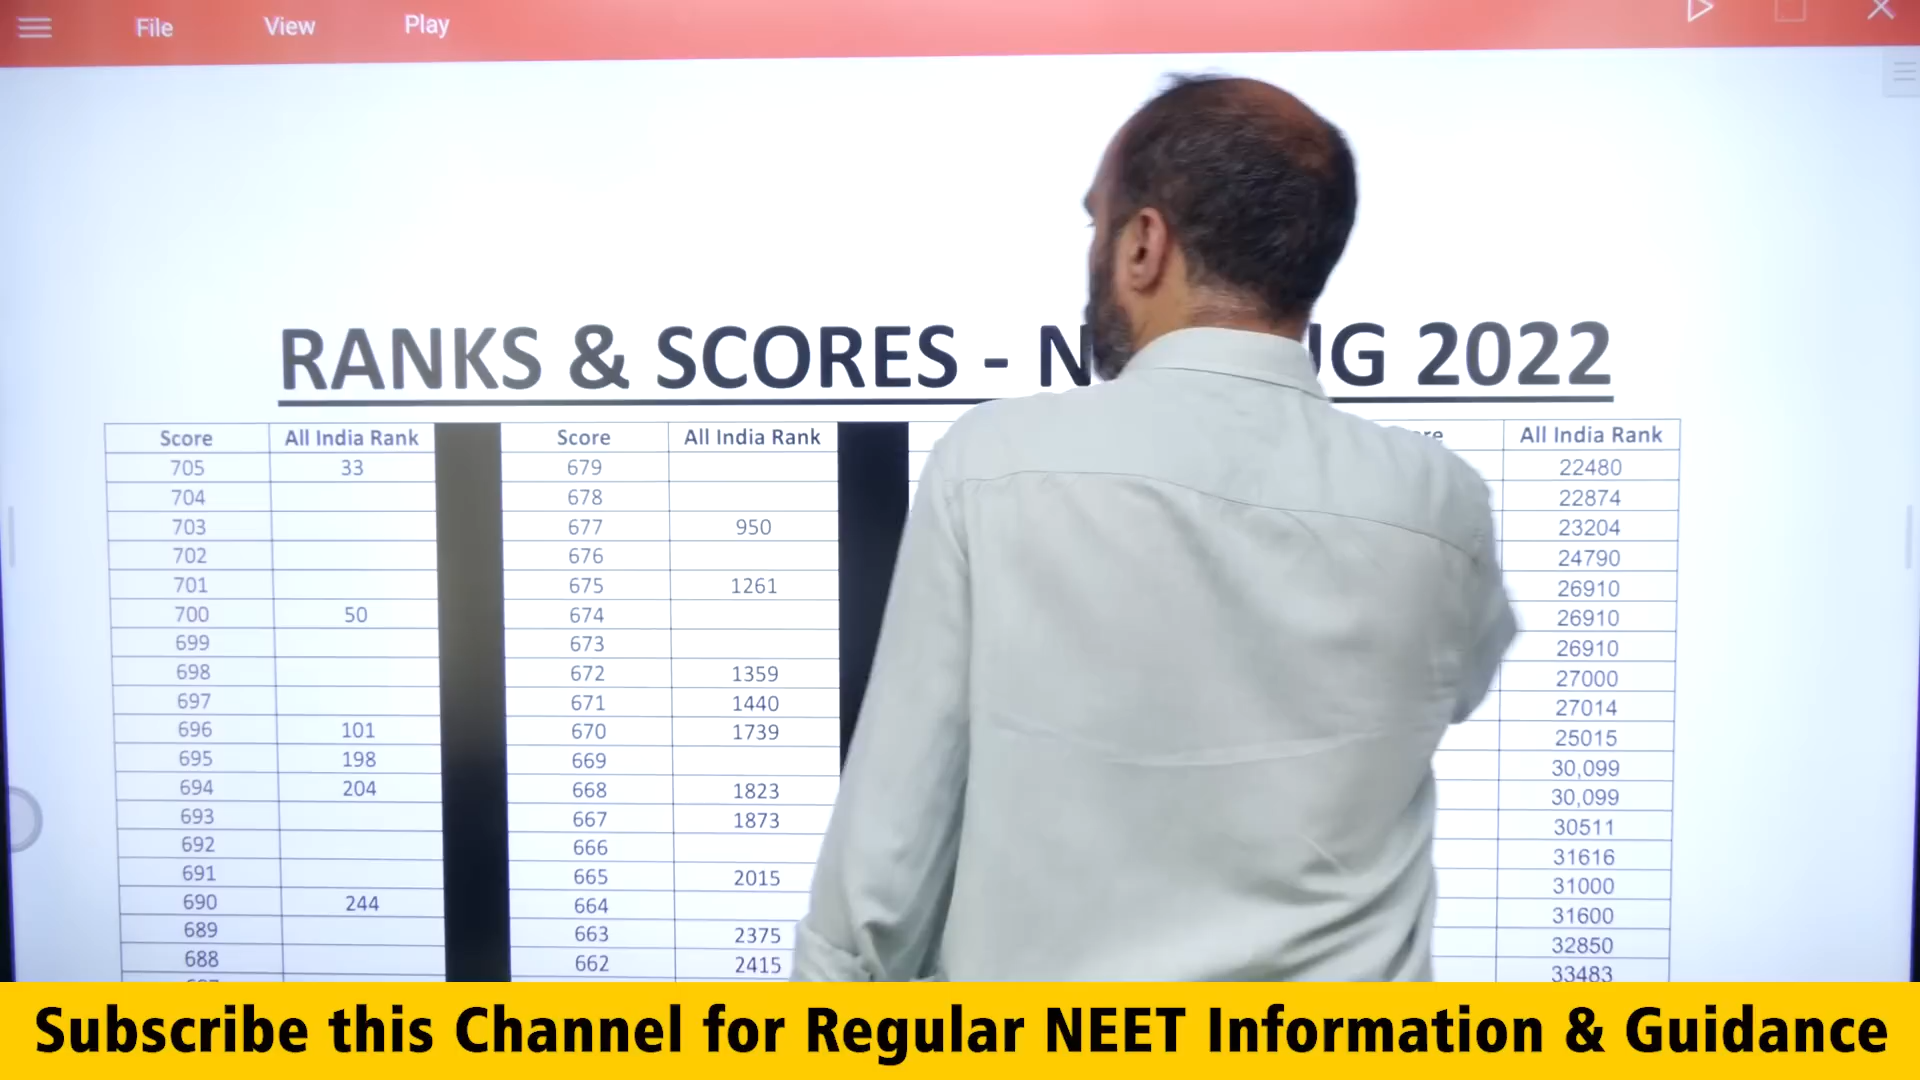 File View Play
RANKS & SCORES - N UG 2022
Score All India Rank Score All India Rank re All India Rank
705 33 679 22480
704 678 22874
703 677 950 23204
702 676 24790
701 675 1261 26910
700 50 674 26910
699 673 26910
698 672 1359 27000
697 671 1440 27014
696 101 670 1739 25015
695 198 669 30,099
694 204 668 1823 30,099
693 667 1873 30511
692 666 31616
691 665 2015 31000
690 244 664 31600
689 663 2375 32850
688 662 2415 33483
Subscribe this Channel for Regular NEET Information & Guidance